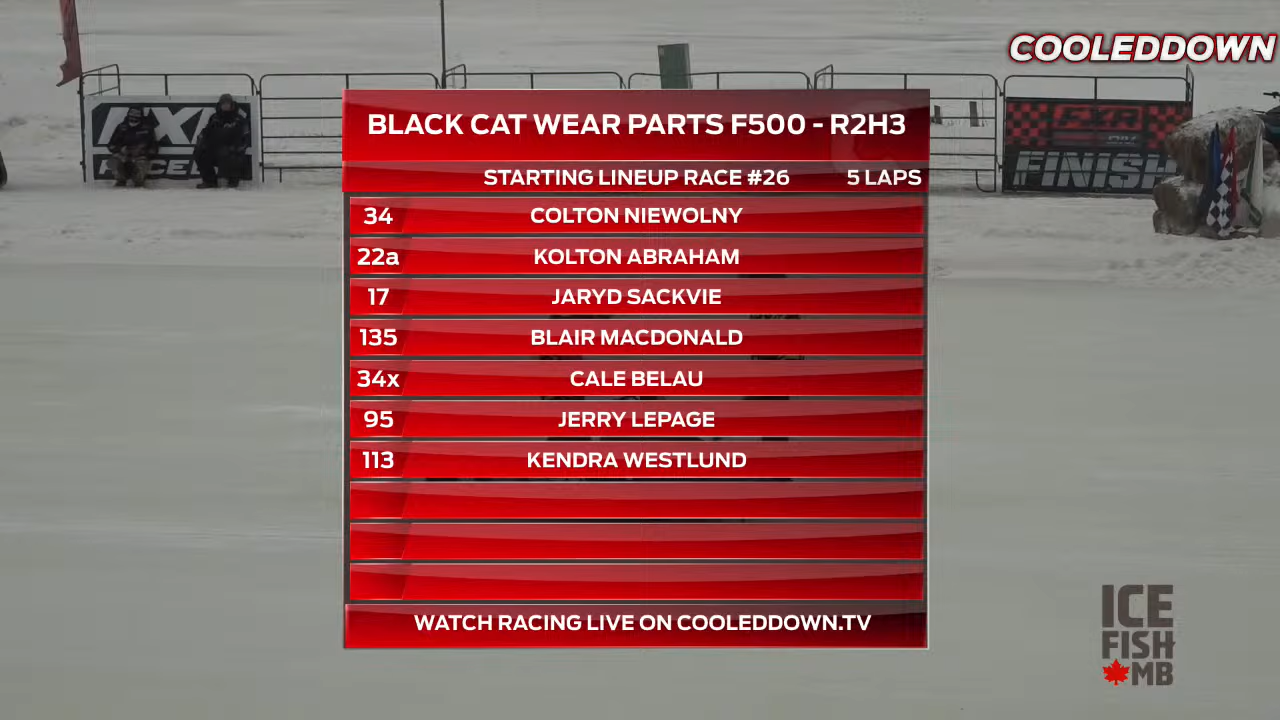 COOLEDDOWN
BLACK CAT WEAR PARTS F500 - R2H3
STARTING LINEUP RACE #26 5 LAPS
34 COLTON NIEWOLNY
22a KOLTON ABRAHAM
17 JARYD SACKVIE
135 BLAIR MACDONALD
34x CALE BELAU
95 JERRY LEPAGE
113 KENDRA WESTLUND
WATCH RACING LIVE ON COOLEDDOWN.TV
FXR
FINISH
ICE
FISH
MB